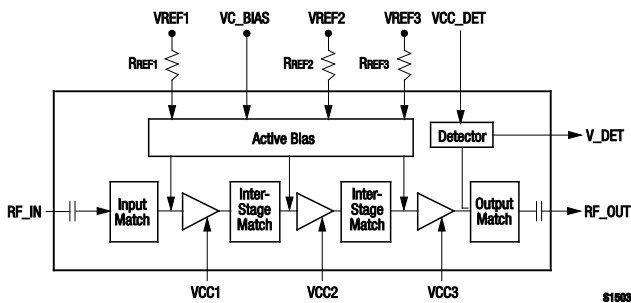 VREF1 VC_BIAS VREF2 VREF3 VCC_DET
RREF1 RREF2 RREF3
Active Bias
Detector
V_DET
RF_IN
Input
Match
Inter-
Stage
Match
Inter-
Stage
Match
Output
Match
RF_OUT
VCC1 VCC2 VCC3
S1503